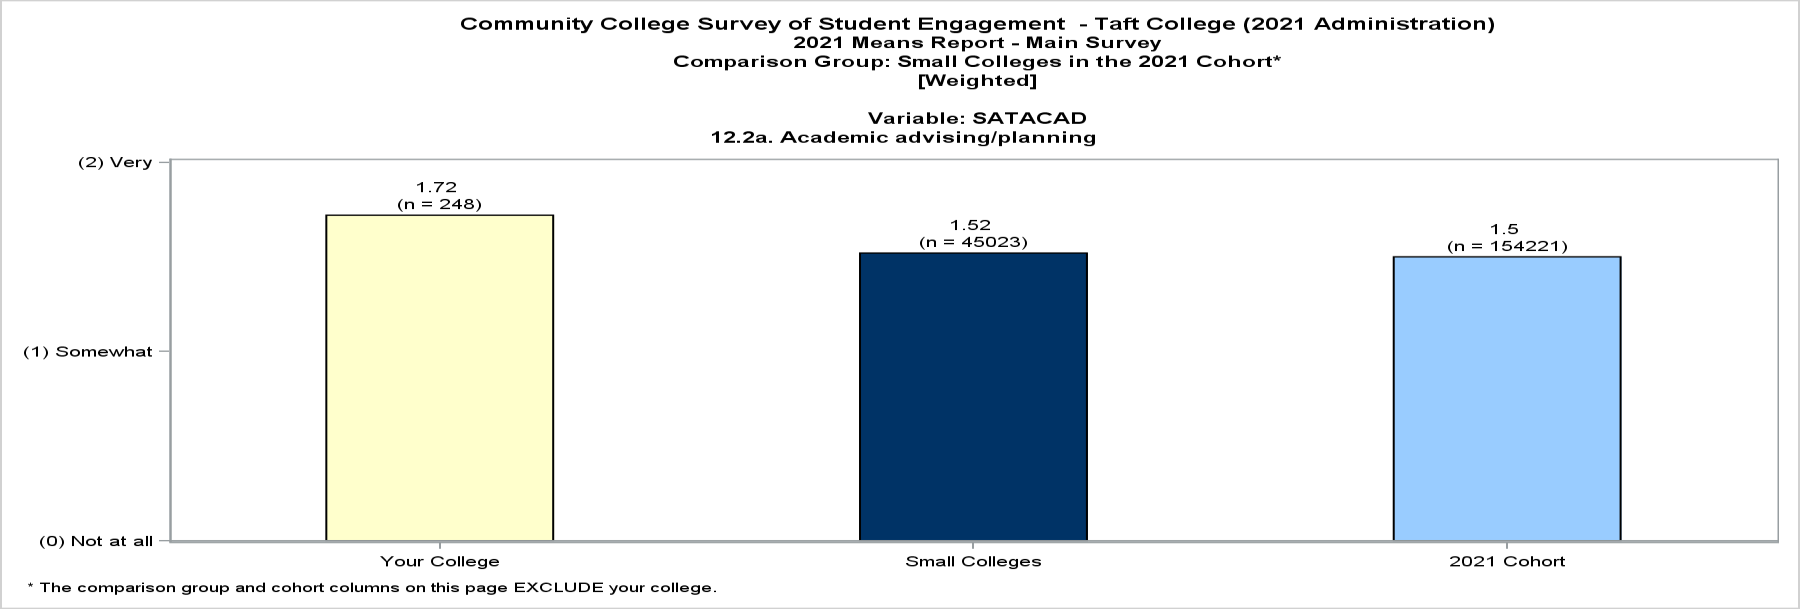 Community College Survey of Student Engagement  - Taft College (2021 Administration)
2021 Means Report - Main Survey
Comparison Group: Small Colleges in the 2021 Cohort*
[Weighted]
Variable: SATACAD
12.2a. Academic advising/planning
(2) Very
1.72
(n = 248)
1.52
(n = 45023)
1.5
(n = 154221)
(1) Somewhat
(0) Not at all
Your College
Small Colleges
2021 Cohort
* The comparison group and cohort columns on this page EXCLUDE your college.